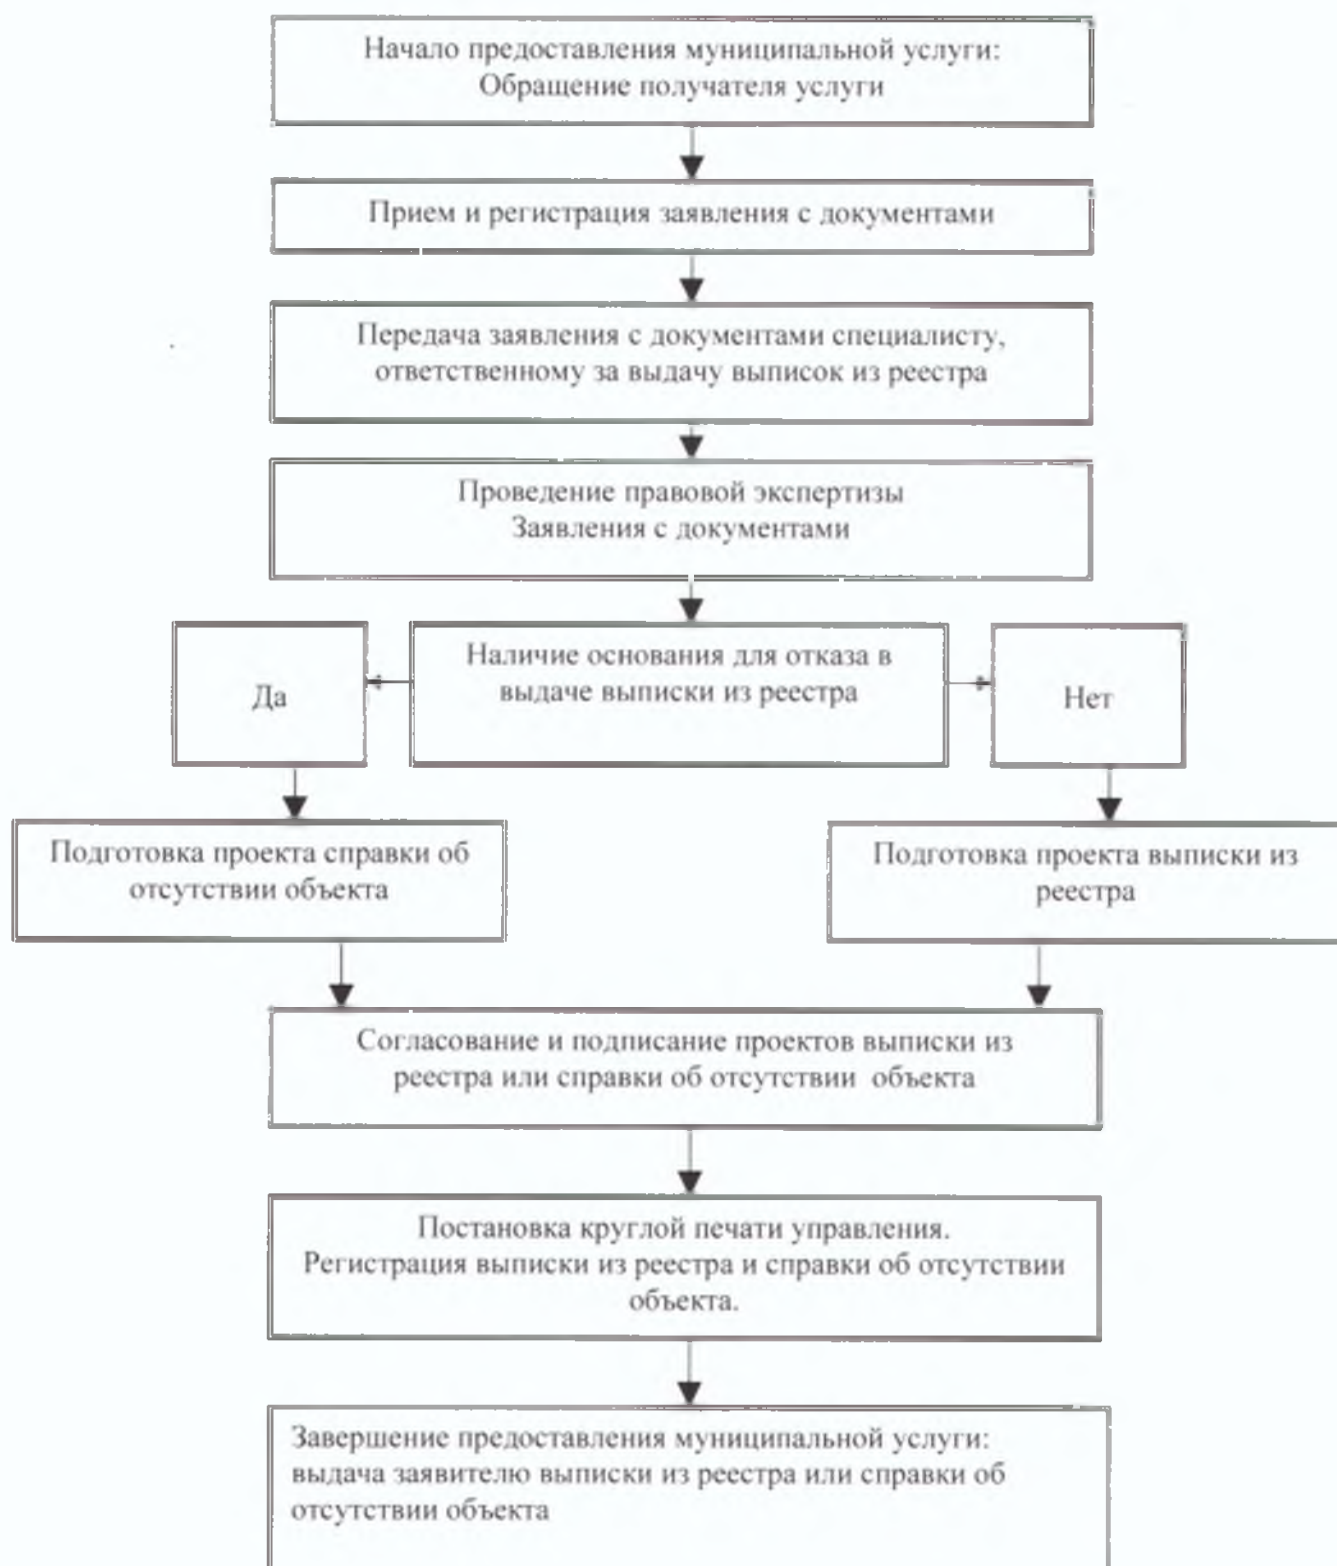 Начало предоставления муниципальной услуги:
Обращение получателя услуги
Прием и регистрация заявления с документами
Передача заявления с документами специалисту,
ответственному за выдачу выписок из реестра
Проведение правовой экспертизы
Заявления с документами
Да
Наличие основания для отказа в
выдаче выписки из реестра
Нет
Подготовка проекта справки об
отсутствии объекта
Подготовка проекта выписки из
реестра
Согласование и подписание проектов выписки из
реестра или справки об отсутствии объекта
Постановка круглой печати управления.
Регистрация выписки из реестра и справки об отсутствии
объекта.
Завершение предоставления муниципальной услуги:
выдача заявителю выписки из реестра или справки об
отсутствии объекта